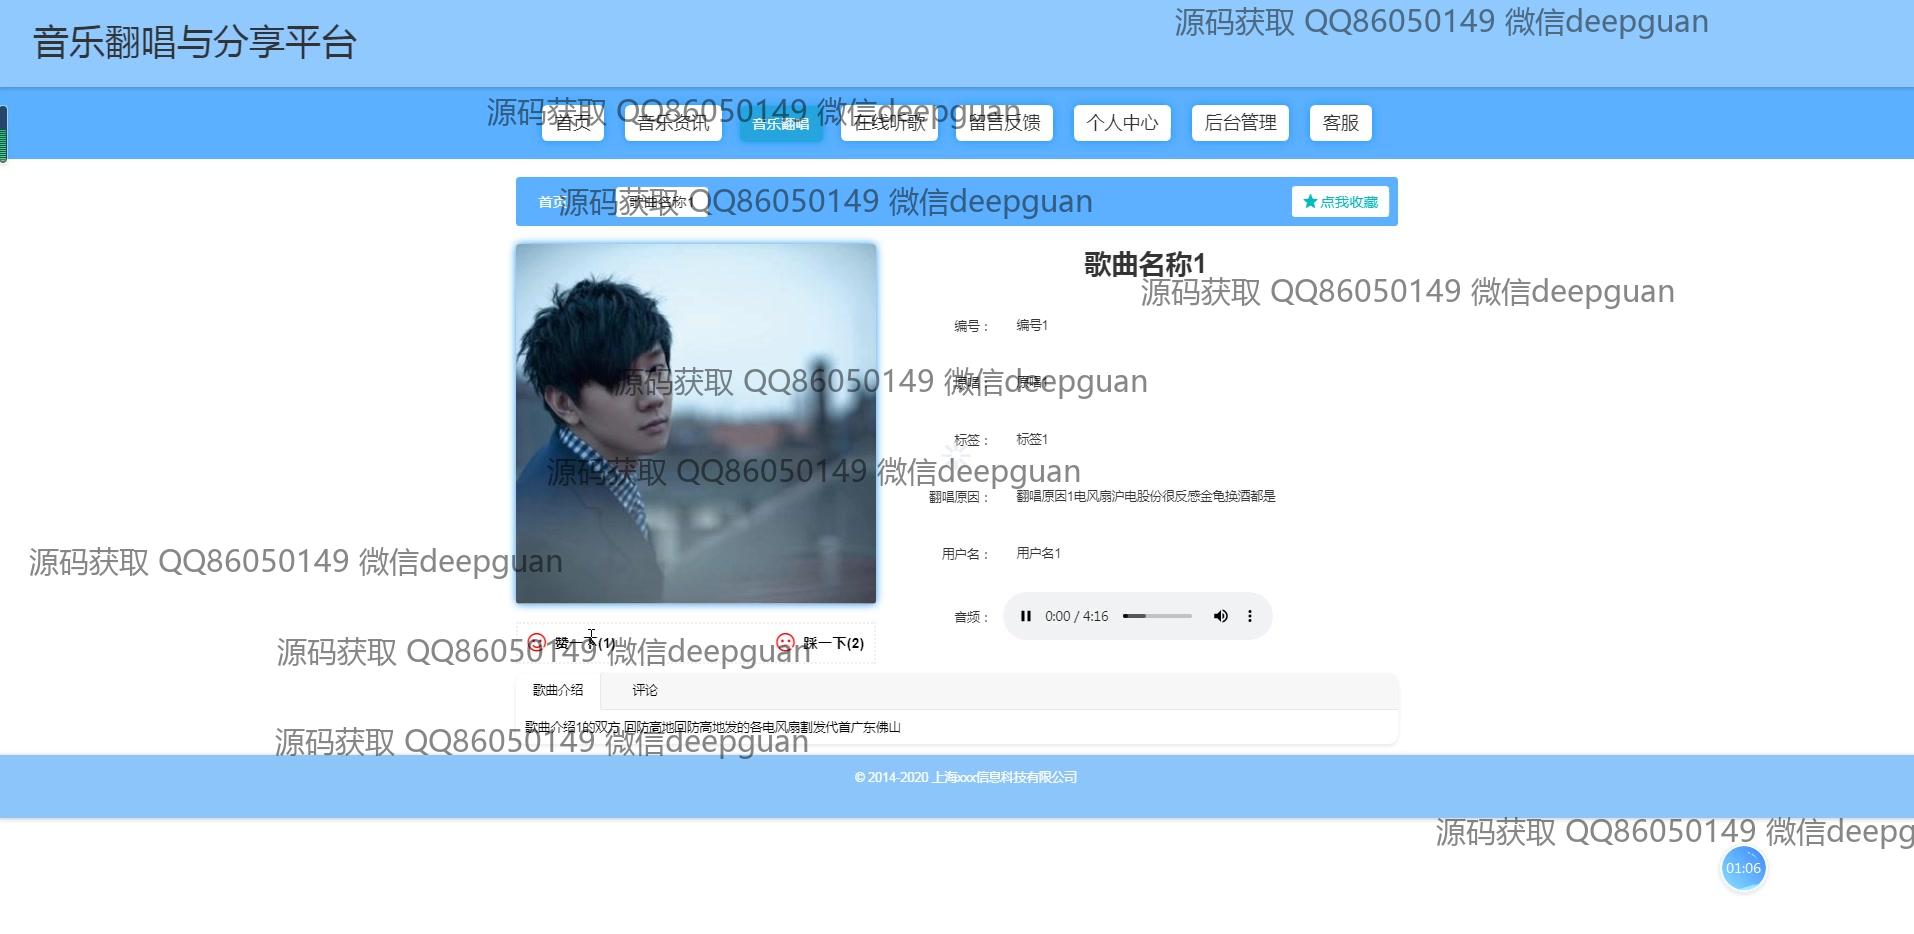 音乐翻唱与分享平台
源码获取 QQ86050149 微信deepguan
源码获取 QQ86050149 微信deepguan
首页 音乐资讯 音乐翻唱 在线听歌 留言反馈 个人中心 后台管理 客服
首页 歌曲名称1 点我收藏
源码获取 QQ86050149 微信deepguan
歌曲名称1
源码获取 QQ86050149 微信deepguan
编号： 编号1
原唱： 原唱1
源码获取 QQ86050149 微信deepguan
标签： 标签1
源码获取 QQ86050149 微信deepguan
翻唱原因： 翻唱原因1电风扇沪电股份很反感金龟换酒都是
用户名： 用户名1
源码获取 QQ86050149 微信deepguan
音频： 0:00 / 4:16
赞一下(1) 踩一下(2)
源码获取 QQ86050149 微信deepguan
歌曲介绍 评论
歌曲介绍1的双方 回防高地回防高地发的各电风扇割发代首广东佛山
源码获取 QQ86050149 微信deepguan
© 2014-2020 上海xxx信息科技有限公司
源码获取 QQ86050149 微信deepg
01:06